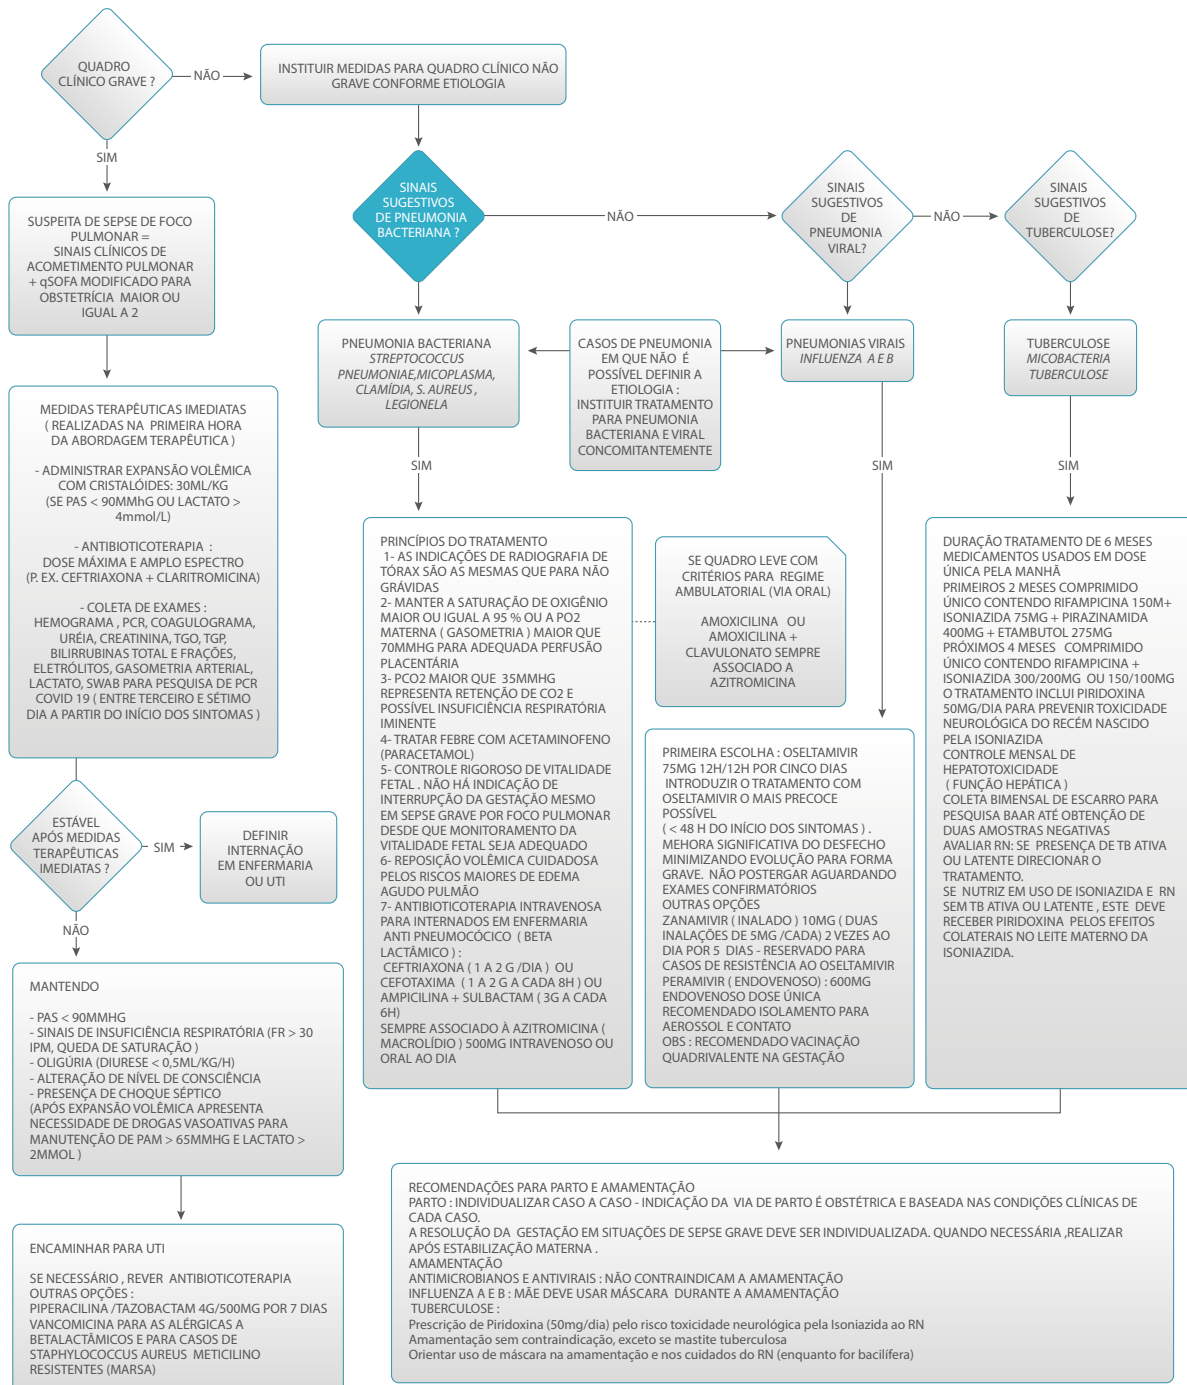 QUADRO
CLÍNICO GRAVE ?
NÃO
INSTITUIR MEDIDAS PARA QUADRO CLÍNICO NÃO
GRAVE CONFORME ETIOLOGIA
SIM
SUSPEITA DE SEPSE DE FOCO
PULMONAR =
SINAIS CLÍNICOS DE
ACOMETIMENTO PULMONAR
+ qSOFA MODIFICADO PARA
OBSTETRÍCIA MAIOR OU
IGUAL A 2
MEDIDAS TERAPÊUTICAS IMEDIATAS
( REALIZADAS NA PRIMEIRA HORA
DA ABORDAGEM TERAPÊUTICA )
- ADMINISTRAR EXPANSÃO VOLÊMICA
COM CRISTALÓIDES: 30ML/KG
(SE PAS < 90MMhG OU LACTATO >
4mmol/L)
- ANTIBIOTICOTERAPIA :
DOSE MÁXIMA E AMPLO ESPECTRO
(P. EX. CEFTRIAXONA + CLARITROMICINA)
- COLETA DE EXAMES :
HEMOGRAMA , PCR, COAGULOGRAMA,
URÉIA, CREATININA, TGO, TGP,
BILIRRUBINAS TOTAL E FRAÇÕES,
ELETRÓLITOS, GASOMETRIA ARTERIAL,
LACTATO, SWAB PARA PESQUISA DE PCR
COVID 19 ( ENTRE TERCEIRO E SÉTIMO
DIA A PARTIR DO INÍCIO DOS SINTOMAS )
ESTÁVEL
APÓS MEDIDAS
TERAPÊUTICAS
IMEDIATAS ?
SIM
DEFINIR
INTERNAÇÃO
EM ENFERMARIA
OU UTI
NÃO
MANTENDO
- PAS < 90MMHG
- SINAIS DE INSUFICIÊNCIA RESPIRATÓRIA (FR > 30
IPM, QUEDA DE SATURAÇÃO )
- OLIGÚRIA (DIURESE < 0,5ML/KG/H)
- ALTERAÇÃO DE NÍVEL DE CONSCIÊNCIA
- PRESENÇA DE CHOQUE SÉPTICO
(APÓS EXPANSÃO VOLÊMICA APRESENTA
NECESSIDADE DE DROGAS VASOATIVAS PARA
MANUTENÇÃO DE PAM > 65MMHG E LACTATO >
2MMOL )
ENCAMINHAR PARA UTI
SE NECESSÁRIO , REVER ANTIBIOTICOTERAPIA
OUTRAS OPÇÕES :
PIPERACILINA /TAZOBACTAM 4G/500MG POR 7 DIAS
VANCOMICINA PARA AS ALÉRGICAS A
BETALACTÂMICOS E PARA CASOS DE
STAPHYLOCOCCUS AUREUS METICILINO
RESISTENTES (MARSA)
SINAIS
SUGESTIVOS
DE PNEUMONIA
BACTERIANA ?
NÃO
SINAIS
SUGESTIVOS
DE
PNEUMONIA
VIRAL?
NÃO
SINAIS
SUGESTIVOS
DE
TUBERCULOSE?
PNEUMONIA BACTERIANA
STREPTOCOCCUS
PNEUMONIAE,MICOPLASMA,
CLAMÍDIA, S. AUREUS ,
LEGIONELA
CASOS DE PNEUMONIA
EM QUE NÃO É
POSSÍVEL DEFINIR A
ETIOLOGIA :
INSTITUIR TRATAMENTO
PARA PNEUMONIA
BACTERIANA E VIRAL
CONCOMITANTEMENTE
PNEUMONIAS VIRAIS
INFLUENZA A E B
TUBERCULOSE
MICOBACTERIA
TUBERCULOSE
SIM
SIM
PRINCÍPIOS DO TRATAMENTO
1- AS INDICAÇÕES DE RADIOGRAFIA DE
TÓRAX SÃO AS MESMAS QUE PARA NÃO
GRÁVIDAS
2- MANTER A SATURAÇÃO DE OXIGÊNIO
MAIOR OU IGUAL A 95 % OU A PO2
MATERNA ( GASOMETRIA ) MAIOR QUE
70MMHG PARA ADEQUADA PERFUSÃO
PLACENTÁRIA
3- PCO2 MAIOR QUE 35MMHG
REPRESENTA RETENÇÃO DE CO2 E
POSSÍVEL INSUFICIÊNCIA RESPIRATÓRIA
IMINENTE
4- TRATAR FEBRE COM ACETAMINOFENO
(PARACETAMOL)
5- CONTROLE RIGOROSO DE VITALIDADE
FETAL . NÃO HÁ INDICAÇÃO DE
INTERRUPÇÃO DA GESTAÇÃO MESMO
EM SEPSE GRAVE POR FOCO PULMONAR
DESDE QUE MONITORAMENTO DA
VITALIDADE FETAL SEJA ADEQUADO
6- REPOSIÇÃO VOLÊMICA CUIDADOSA
PELOS RISCOS MAIORES DE EDEMA
AGUDO PULMÃO
7- ANTIBIOTICOTERAPIA INTRAVENOSA
PARA INTERNADOS EM ENFERMARIA
ANTI PNEUMOCÓCICO ( BETA
LACTÂMICO ) :
CEFTRIAXONA ( 1 A 2 G /DIA ) OU
CEFOTAXIMA ( 1 A 2 G A CADA 8H ) OU
AMPICILINA + SULBACTAM ( 3G A CADA
6H)
SEMPRE ASSOCIADO À AZITROMICINA (
MACROLÍDIO ) 500MG INTRAVENOSO OU
ORAL AO DIA
SE QUADRO LEVE COM
CRITÉRIOS PARA REGIME
AMBULATORIAL (VIA ORAL)
AMOXICILINA OU
AMOXICILINA +
CLAVULONATO SEMPRE
ASSOCIADO A
AZITROMICINA
PRIMEIRA ESCOLHA : OSELTAMIVIR
75MG 12H/12H POR CINCO DIAS
INTRODUZIR O TRATAMENTO COM
OSELTAMIVIR O MAIS PRECOCE
POSSÍVEL
( < 48 H DO INÍCIO DOS SINTOMAS ) .
MEHORA SIGNIFICATIVA DO DESFECHO
MINIMIZANDO EVOLUÇÃO PARA FORMA
GRAVE. NÃO POSTERGAR AGUARDANDO
EXAMES CONFIRMATÓRIOS
OUTRAS OPÇÕES
ZANAMIVIR ( INALADO ) 10MG ( DUAS
INALAÇÕES DE 5MG /CADA) 2 VEZES AO
DIA POR 5 DIAS - RESERVADO PARA
CASOS DE RESISTÊNCIA AO OSELTAMIVIR
PERAMIVIR ( ENDOVENOSO) : 600MG
ENDOVENOSO DOSE ÚNICA
RECOMENDADO ISOLAMENTO PARA
AEROSSOL E CONTATO
OBS : RECOMENDADO VACINAÇÃO
QUADRIVALENTE NA GESTAÇÃO
DURAÇÃO TRATAMENTO DE 6 MESES
MEDICAMENTOS USADOS EM DOSE
ÚNICA PELA MANHÃ
PRIMEIROS 2 MESES COMPRIMIDO
ÚNICO CONTENDO RIFAMPICINA 150M+
ISONIAZIDA 75MG + PIRAZINAMIDA
400MG + ETAMBUTOL 275MG
PRÓXIMOS 4 MESES COMPRIMIDO
ÚNICO CONTENDO RIFAMPICINA +
ISONIAZIDA 300/200MG OU 150/100MG
O TRATAMENTO INCLUI PIRIDOXINA
50MG/DIA PARA PREVENIR TOXICIDADE
NEUROLÓGICA DO RECÉM NASCIDO
PELA ISONIAZIDA
CONTROLE MENSAL DE
HEPATOTOXICIDADE
( FUNÇÃO HEPÁTICA )
COLETA BIMENSAL DE ESCARRO PARA
PESQUISA BAAR ATÉ OBTENÇÃO DE
DUAS AMOSTRAS NEGATIVAS
AVALIAR RN: SE PRESENÇA DE TB ATIVA
OU LATENTE DIRECIONAR O
TRATAMENTO.
SE NUTRIZ EM USO DE ISONIAZIDA E RN
SEM TB ATIVA OU LATENTE , ESTE DEVE
RECEBER PIRIDOXINA PELOS EFEITOS
COLATERAIS NO LEITE MATERNO DA
ISONIAZIDA.
RECOMENDAÇÕES PARA PARTO E AMAMENTAÇÃO
PARTO : INDIVIDUALIZAR CASO A CASO - INDICAÇÃO DA VIA DE PARTO É OBSTÉTRICA E BASEADA NAS CONDIÇÕES CLÍNICAS DE
CADA CASO.
A RESOLUÇÃO DA GESTAÇÃO EM SITUAÇÕES DE SEPSE GRAVE DEVE SER INDIVIDUALIZADA. QUANDO NECESSÁRIA ,REALIZAR
APÓS ESTABILIZAÇÃO MATERNA .
AMAMENTAÇÃO
ANTIMICROBIANOS E ANTIVIRAIS : NÃO CONTRAINDICAM A AMAMENTAÇÃO
INFLUENZA A E B : MÃE DEVE USAR MÁSCARA DURANTE A AMAMENTAÇÃO
TUBERCULOSE :
Prescrição de Piridoxina (50mg/dia) pelo risco toxicidade neurológica pela Isoniazida ao RN
Amamentação sem contraindicação, exceto se mastite tuberculosa
Orientar uso de máscara na amamentação e nos cuidados do RN (enquanto for bacilífera)